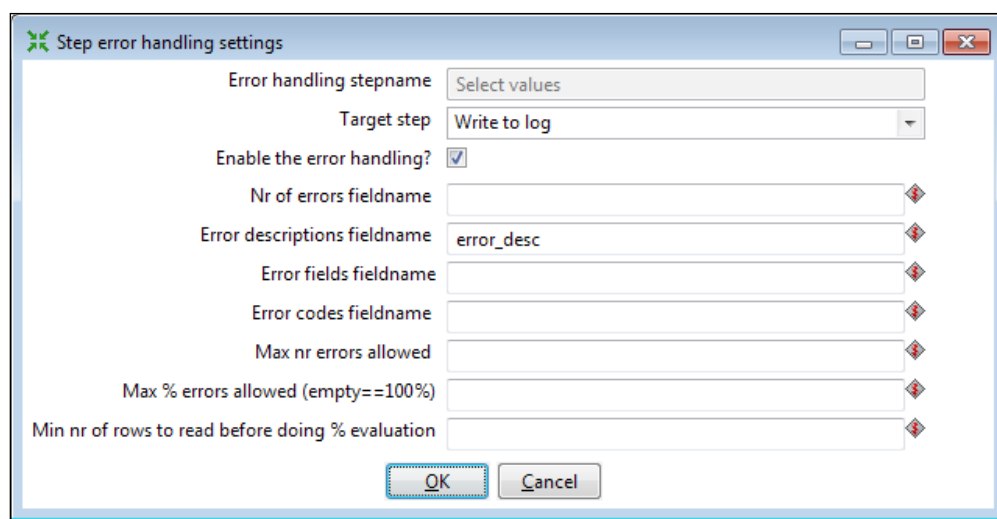 Step error handling settings
Error handling stepname Select values
Target step Write to log
Enable the error handling?
Nr of errors fieldname
Error descriptions fieldname error_desc
Error fields fieldname
Error codes fieldname
Max nr errors allowed
Max % errors allowed (empty==100%)
Min nr of rows to read before doing % evaluation
OK Cancel